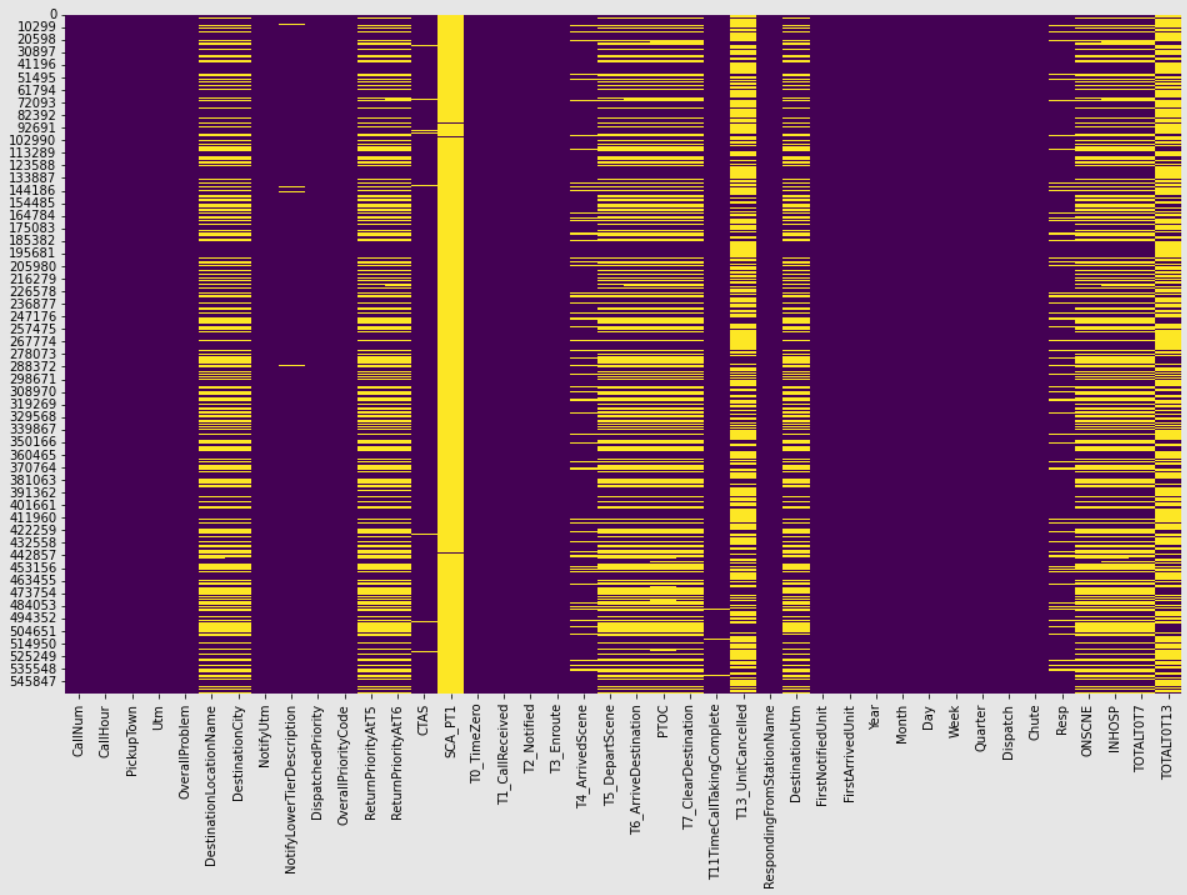 0
10299
20598
30897
41196
51495
61794
72093
82392
92691
102990
113289
123588
133887
144186
154485
164784
175083
185382
195681
205980
216279
226578
236877
247176
257475
267774
278073
288372
298671
308970
319269
329568
339867
350166
360465
370764
381063
391362
401661
411960
422259
432558
442857
453156
463455
473754
484053
494352
504651
514950
525249
535548
545847
CallNum
CallHour
PickupTown
Utm
OverallProblem
DestinationLocationName
DestinationCity
NotifyUtm
NotifyLowerTierDescription
DispatchedPriority
OverallPriorityCode
ReturnPriorityAtT5
ReturnPriorityAtT6
CTAS
SCA_PT1
T0_TimeZero
T1_CallReceived
T2_Notified
T3_Enroute
T4_ArrivedScene
T5_DepartScene
T6_ArriveDestination
PTOC
T7_ClearDestination
T11TimeCallTakingComplete
T13_UnitCancelled
RespondingFromStationName
DestinationUtm
FirstNotifiedUnit
FirstArrivedUnit
Year
Month
Day
Week
Quarter
Dispatch
Chute
Resp
ONSCNE
INHOSP
TOTALT0T7
TOTALT0T13